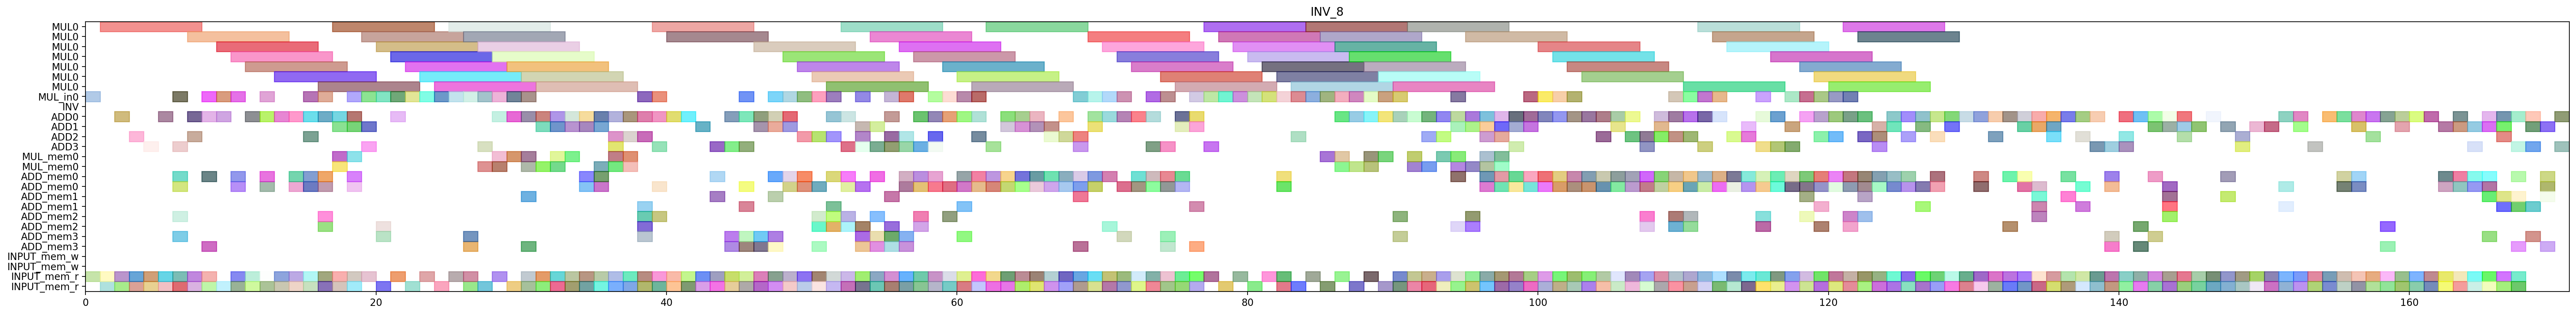 INV_8
MUL0
MUL0
MUL0
MUL0
MUL0
MUL0
MUL0
MUL_in0
INV
ADD0
ADD1
ADD2
ADD3
MUL_mem0
MUL_mem0
ADD_mem0
ADD_mem0
ADD_mem1
ADD_mem1
ADD_mem2
ADD_mem2
ADD_mem3
ADD_mem3
INPUT_mem_w
INPUT_mem_w
INPUT_mem_r
INPUT_mem_r
0 20 40 60 80 100 120 140 160